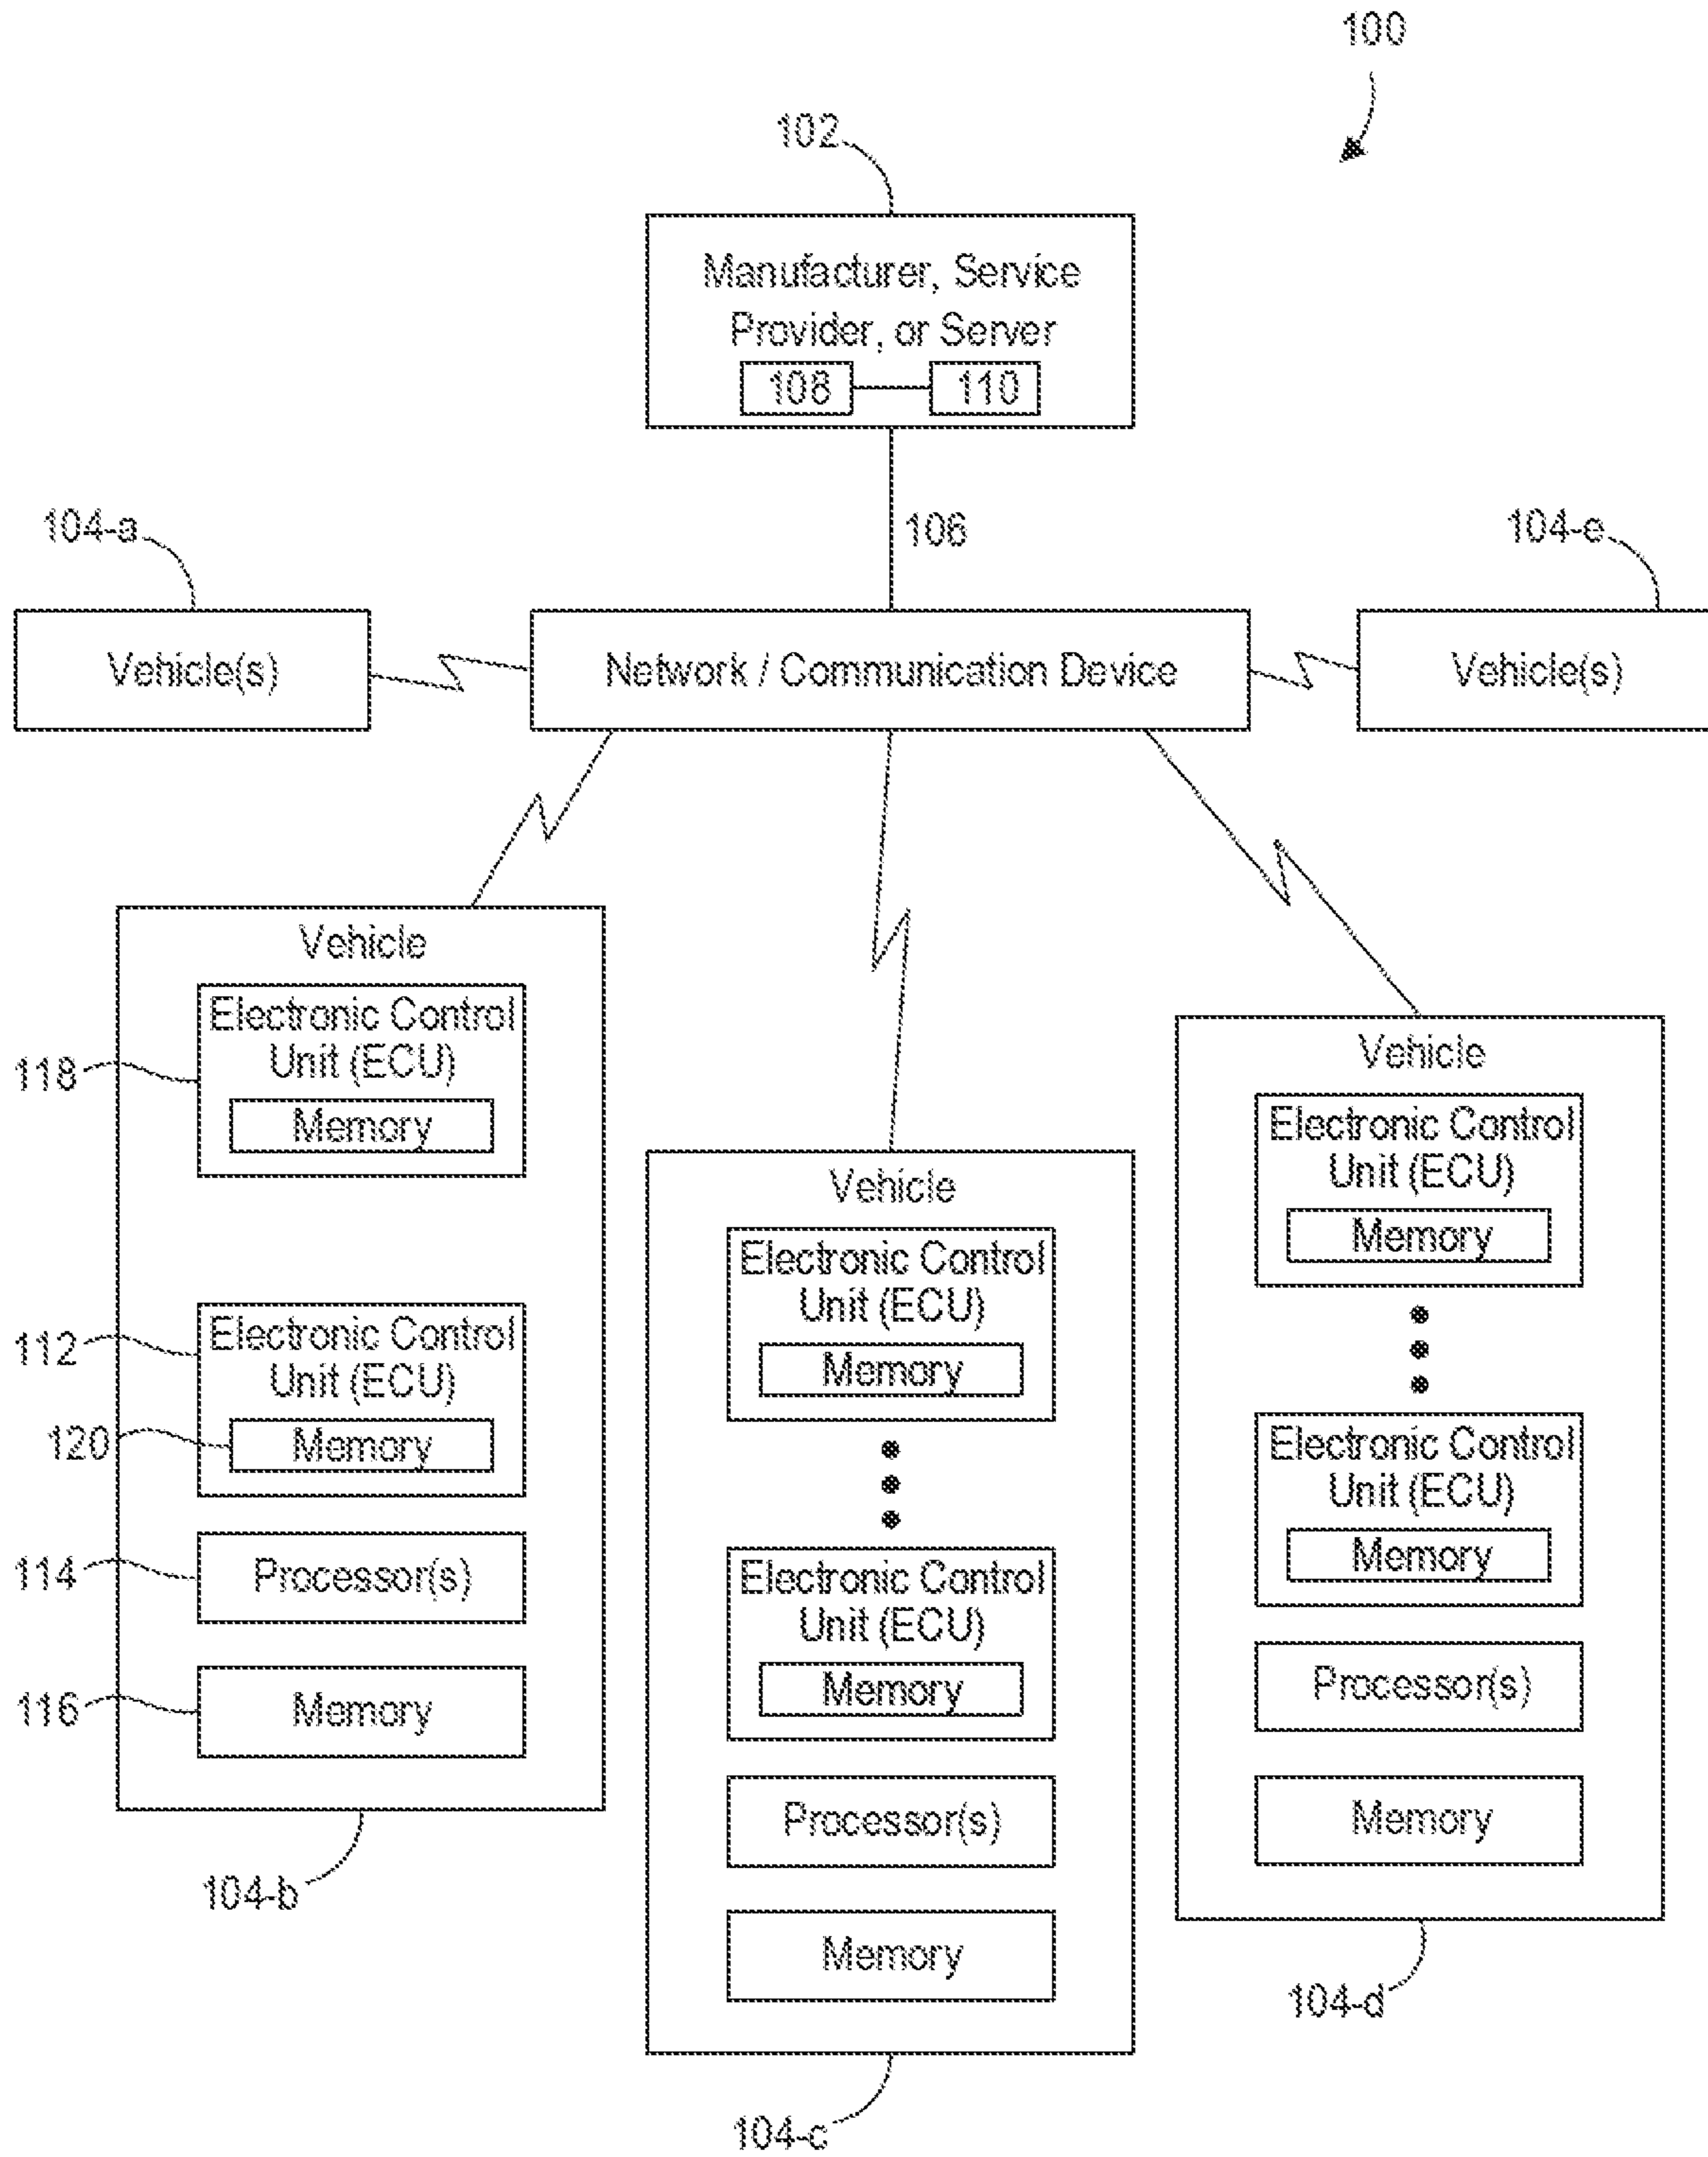 100
102
Manufacturer, Service
Provider, or Server
108
110
106
104-a
104-e
Vehicle(s)
Network / Communication Device
Vehicle(s)
Vehicle
Electronic Control
Unit (ECU)
Memory
118
Electronic Control
Unit (ECU)
Memory
112
120
Processor(s)
114
Memory
116
104-b
Vehicle
Electronic Control
Unit (ECU)
Memory
Electronic Control
Unit (ECU)
Memory
Processor(s)
Memory
104-c
Vehicle
Electronic Control
Unit (ECU)
Memory
Electronic Control
Unit (ECU)
Memory
Processor(s)
Memory
104-d